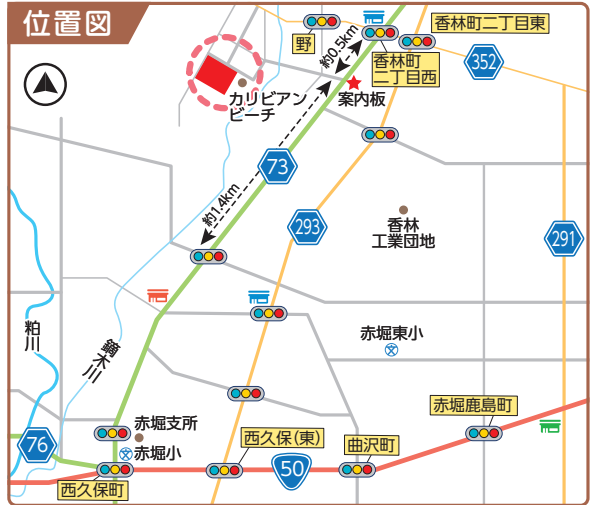 位置図
野
香林町二丁目東
香林町
二丁目西
352
約0.5km
カリビアン
ビーチ
案内板
73
約1.4km
293
香林
工業団地
291
粕川
鏑木川
赤堀東小
文
赤堀支所
文赤堀小
赤堀鹿島町
西久保(東)
曲沢町
76
50
西久保町